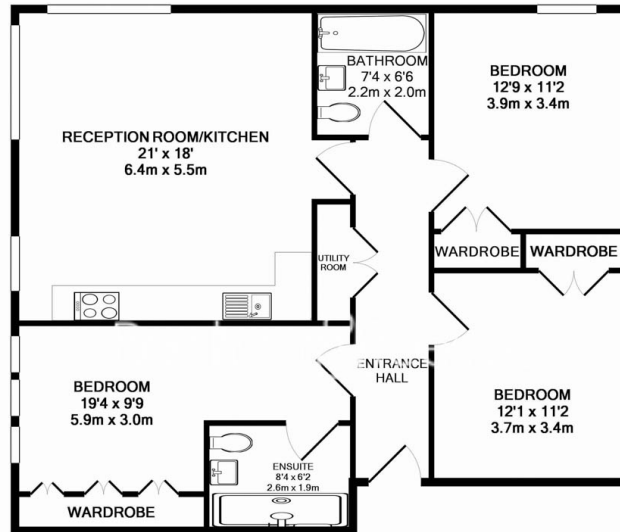 BATHROOM
7'4 x 6'6
2.2m x 2.0m
BEDROOM
12'9 x 11'2
3.9m x 3.4m
RECEPTION ROOM/KITCHEN
21' x 18'
6.4m x 5.5m
WARDROBE
WARDROBE
UTILITY
ROOM
ENTRANCE
HALL
BEDROOM
19'4 x 9'9
5.9m x 3.0m
BEDROOM
12'1 x 11'2
3.7m x 3.4m
ENSUITE
8'4 x 6'2
2.6m x 1.9m
WARDROBE